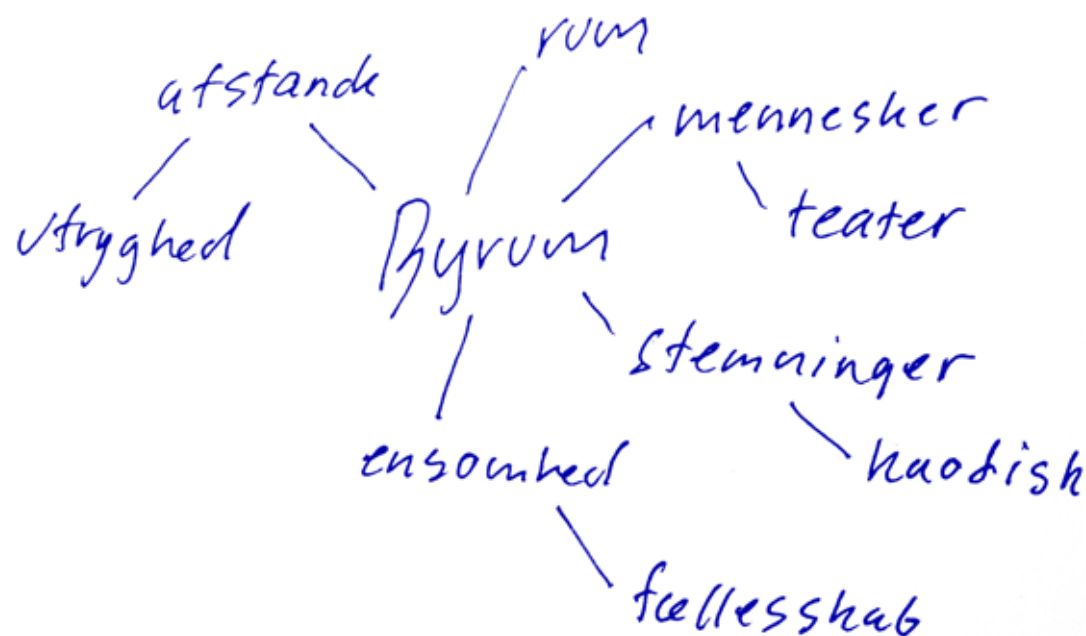 rum
afstande
mennesker
utryghed
teater
Byrum
stemninger
ensomhed
kaotisk
fællesskab